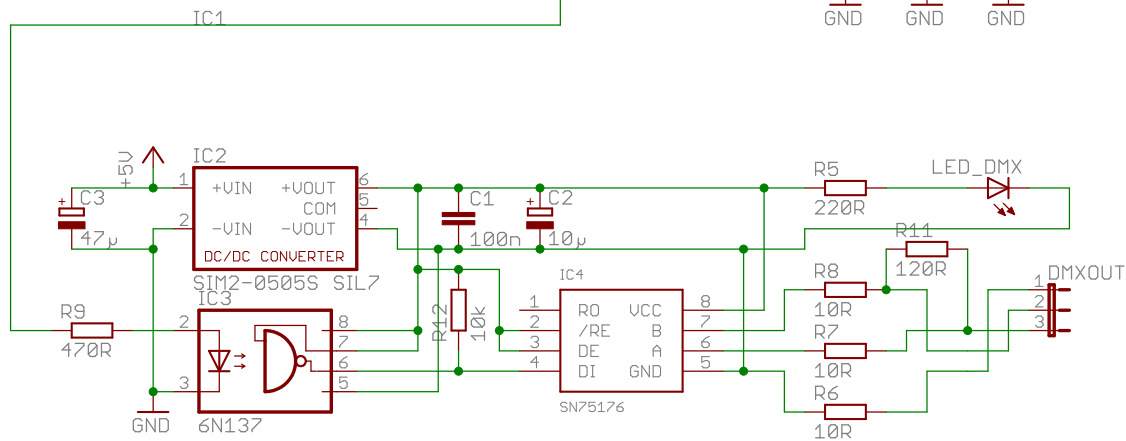 IC1
GND GND GND
+5V
IC2
1 +VIN +VOUT 6
COM 5
2 -VIN -VOUT 4
DC/DC CONVERTER
SIM2-0505S SIL7
+ C3
47µ
C1
100n
+ C2
10µ
R5
220R
LED_DMX
R11
120R
R9
470R
IC3
2 8
7
6
3 5
6N137
GND
R12
10k
IC4
1 RO VCC 8
2 /RE B 7
3 DE A 6
4 DI GND 5
SN75176
R8
10R
R7
10R
R6
10R
DMXOUT
1
2
3